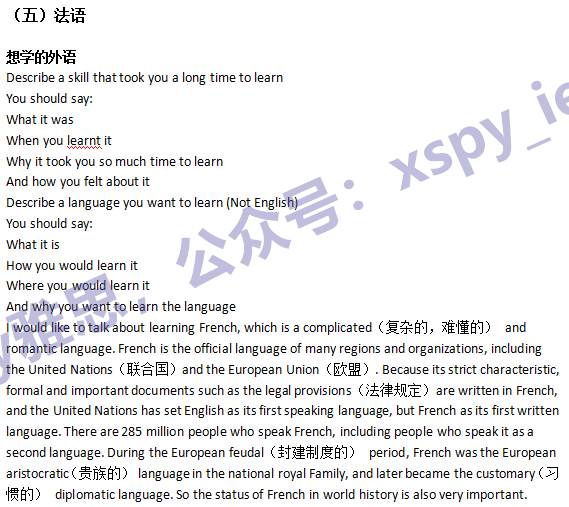 （五）法语
想学的外语
Describe a skill that took you a long time to learn
You should say:
What it was
When you learnt it
Why it took you so much time to learn
And how you felt about it
Describe a language you want to learn (Not English)
You should say:
What it is
How you would learn it
Where you would learn it
And why you want to learn the language
I would like to talk about learning French, which is a complicated（复杂的，难懂的） and
romantic language. French is the official language of many regions and organizations, including
the United Nations（联合国）and the European Union（欧盟）. Because its strict characteristic,
formal and important documents such as the legal provisions（法律规定）are written in French,
and the United Nations has set English as its first speaking language, but French as its first written
language. There are 285 million people who speak French, including people who speak it as a
second language. During the European feudal（封建制度的） period, French was the European
aristocratic（贵族的） language in the national royal Family, and later became the customary（习
惯的） diplomatic language. So the status of French in world history is also very important.
y雅思，公众号：xspy_ie